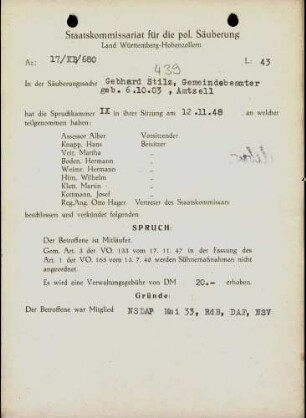 Staatskommissariat für die pol. Säuberung
Land Württemberg-Hohenzollern
Az.: 17/XII/680 L: 43
439
In der Säuberungssache Gebhard Stilz, Gemeindebeamter
geb. 6.10.03 , Amtzell
hat die Spruchkammer IX in ihrer Sitzung am 12.11.48 , an welcher
teilgenommen haben:
Assessor Alber Vorsitzender
Knapp, Hans Beisitzer
Veit, Martha „
Boden, Hermann „
Weiner, Hermann „
Hirn, Wilhelm „
Klett, Martin „
Kottmann, Josef „
Reg.Ang. Otto Hager Vertreter des Staatskommissars
beschlossen und verkündet folgenden
SPRUCH:
Der Betroffene ist Mitläufer.
Gem. Art. 3 der VO. 133 vom 17. 11. 47 in der Fassung des
Art. 1 der VO. 165 vom 13. 7. 48 werden Sühnemaßnahmen nicht
angeordnet.
Es wird eine Verwaltungsgebühr von DM 20.- erhoben.
Gründe:
Der Betroffene war Mitglied NSDAP Mai 33, RdB, DAF, NSV